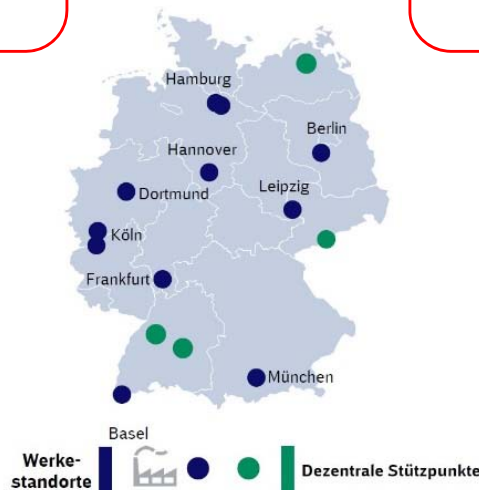 Hamburg
Berlin
Hannover
Leipzig
Dortmund
Köln
Frankfurt
München
Basel
Werke-
standorte
Dezentrale Stützpunkte